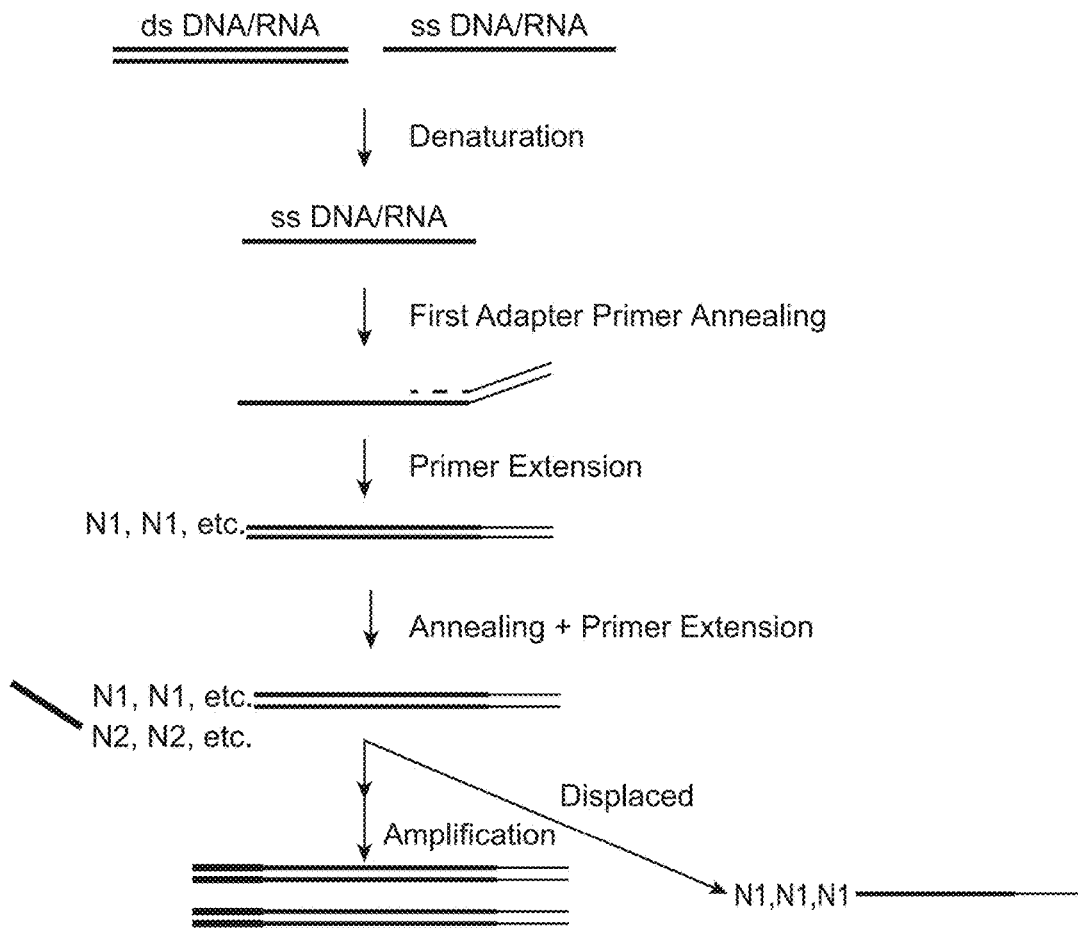 ds DNA/RNA
ss DNA/RNA
Denaturation
ss DNA/RNA
First Adapter Primer Annealing
Primer Extension
N1, N1, etc.
Annealing + Primer Extension
N1, N1, etc.
N2, N2, etc.
Displaced
Amplification
N1,N1,N1